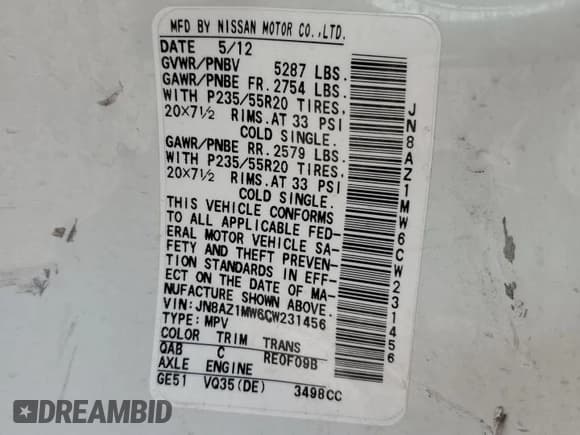 MFD BY NISSAN MOTOR CO.,LTD.
DATE 5/12
GVWR/PNBV 5287 LBS.
GAWR/PNBE FR. 2754 LBS.
WITH P235/55R20 TIRES,
20×7½ RIMS.AT 33 PSI
COLD SINGLE.
GAWR/PNBE RR. 2579 LBS.
WITH P235/55R20 TIRES,
20×7½ RIMS.AT 33 PSI
COLD SINGLE.
THIS VEHICLE CONFORMS
TO ALL APPLICABLE FED-
ERAL MOTOR VEHICLE SA-
FETY AND THEFT PREVEN-
TION STANDARDS IN EFF-
ECT ON THE DATE OF MA-
NUFACTURE SHOWN ABOVE.
VIN:JN8AZ1MW6CW231456
TYPE:MPV
COLOR TRIM TRANS
QAB C RE0F09B
AXLE ENGINE
GE51 VQ35(DE) 3498CC
JN8AZ1MW6CW231456
DREAMBID